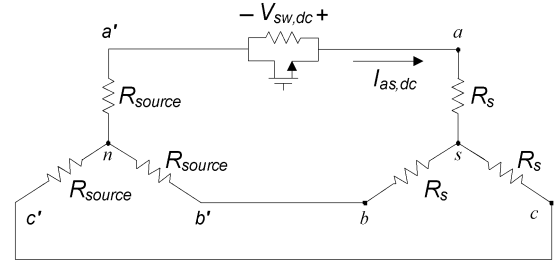 − V_sw,dc +
a'
a
I_as,dc
R_source
R_s
n
R_source
s
R_s
R_source
R_s
c'
b'
b
c